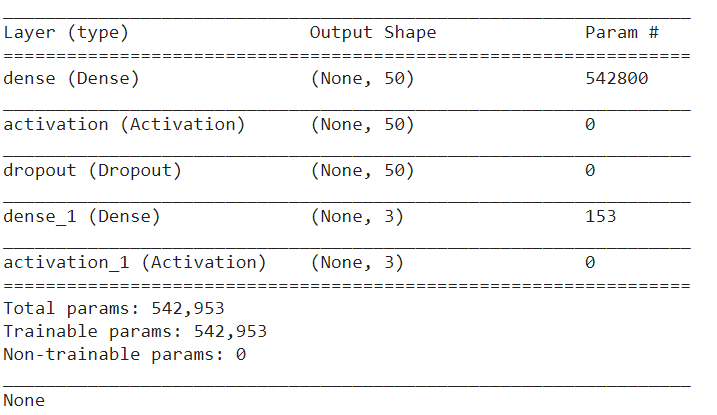 _________________________________________________________________
Layer (type)                 Output Shape              Param #
=================================================================
dense (Dense)                (None, 50)                542800
_________________________________________________________________
activation (Activation)      (None, 50)                0
_________________________________________________________________
dropout (Dropout)            (None, 50)                0
_________________________________________________________________
dense_1 (Dense)              (None, 3)                 153
_________________________________________________________________
activation_1 (Activation)    (None, 3)                 0
=================================================================
Total params: 542,953
Trainable params: 542,953
Non-trainable params: 0
_________________________________________________________________
None